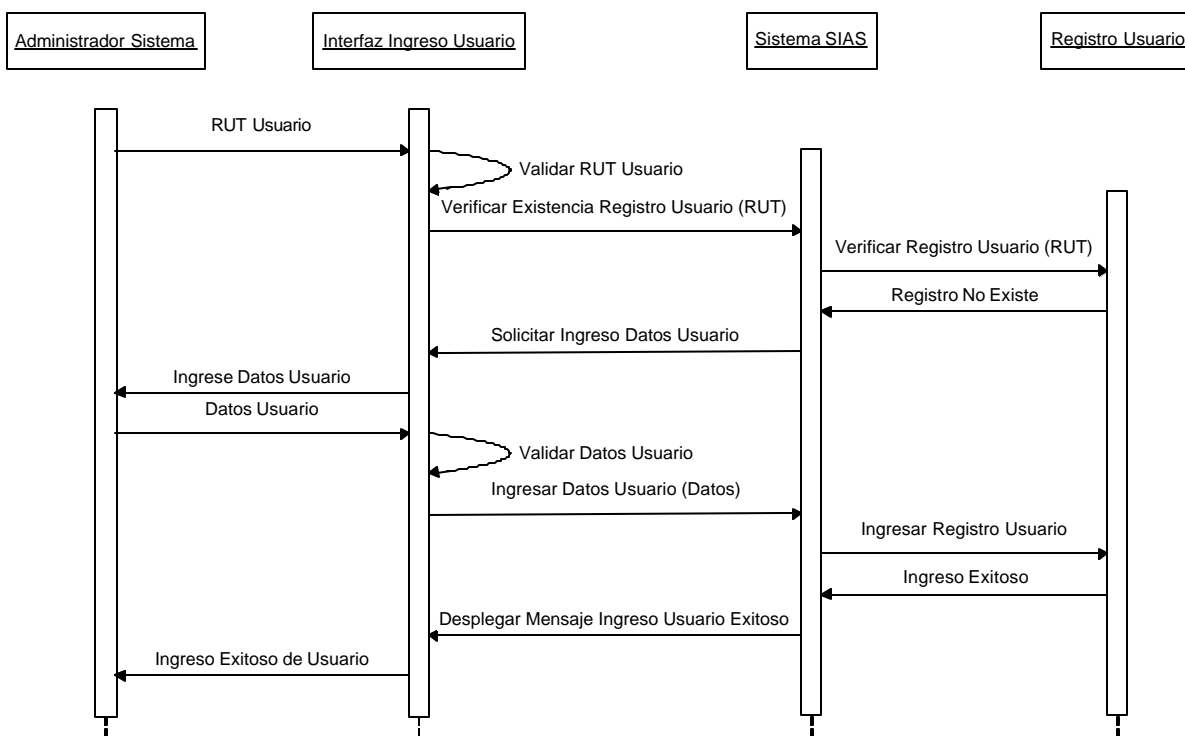 Administrador Sistema
Interfaz Ingreso Usuario
Sistema SIAS
Registro Usuario
RUT Usuario
Validar RUT Usuario
Verificar Existencia Registro Usuario (RUT)
Verificar Registro Usuario (RUT)
Registro No Existe
Solicitar Ingreso Datos Usuario
Ingrese Datos Usuario
Datos Usuario
Validar Datos Usuario
Ingresar Datos Usuario (Datos)
Ingresar Registro Usuario
Ingreso Exitoso
Desplegar Mensaje Ingreso Usuario Exitoso
Ingreso Exitoso de Usuario